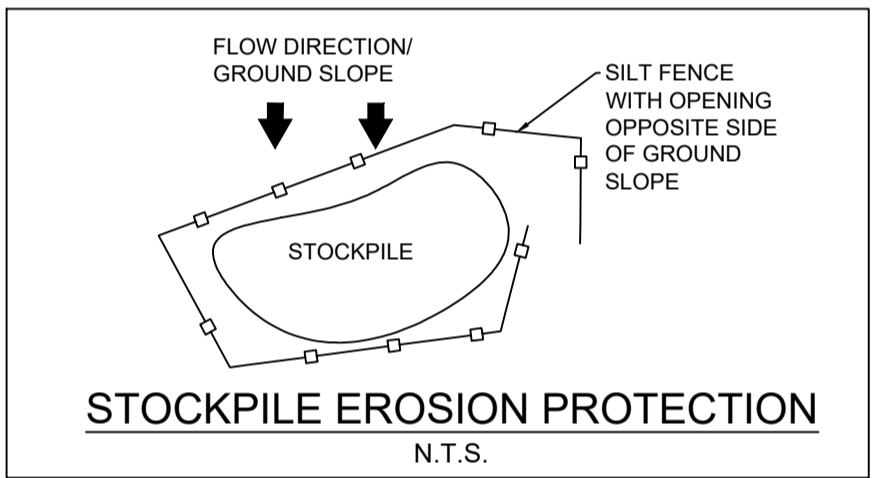 FLOW DIRECTION/
GROUND SLOPE
SILT FENCE
WITH OPENING
OPPOSITE SIDE
OF GROUND
SLOPE
STOCKPILE
STOCKPILE EROSION PROTECTION
N.T.S.